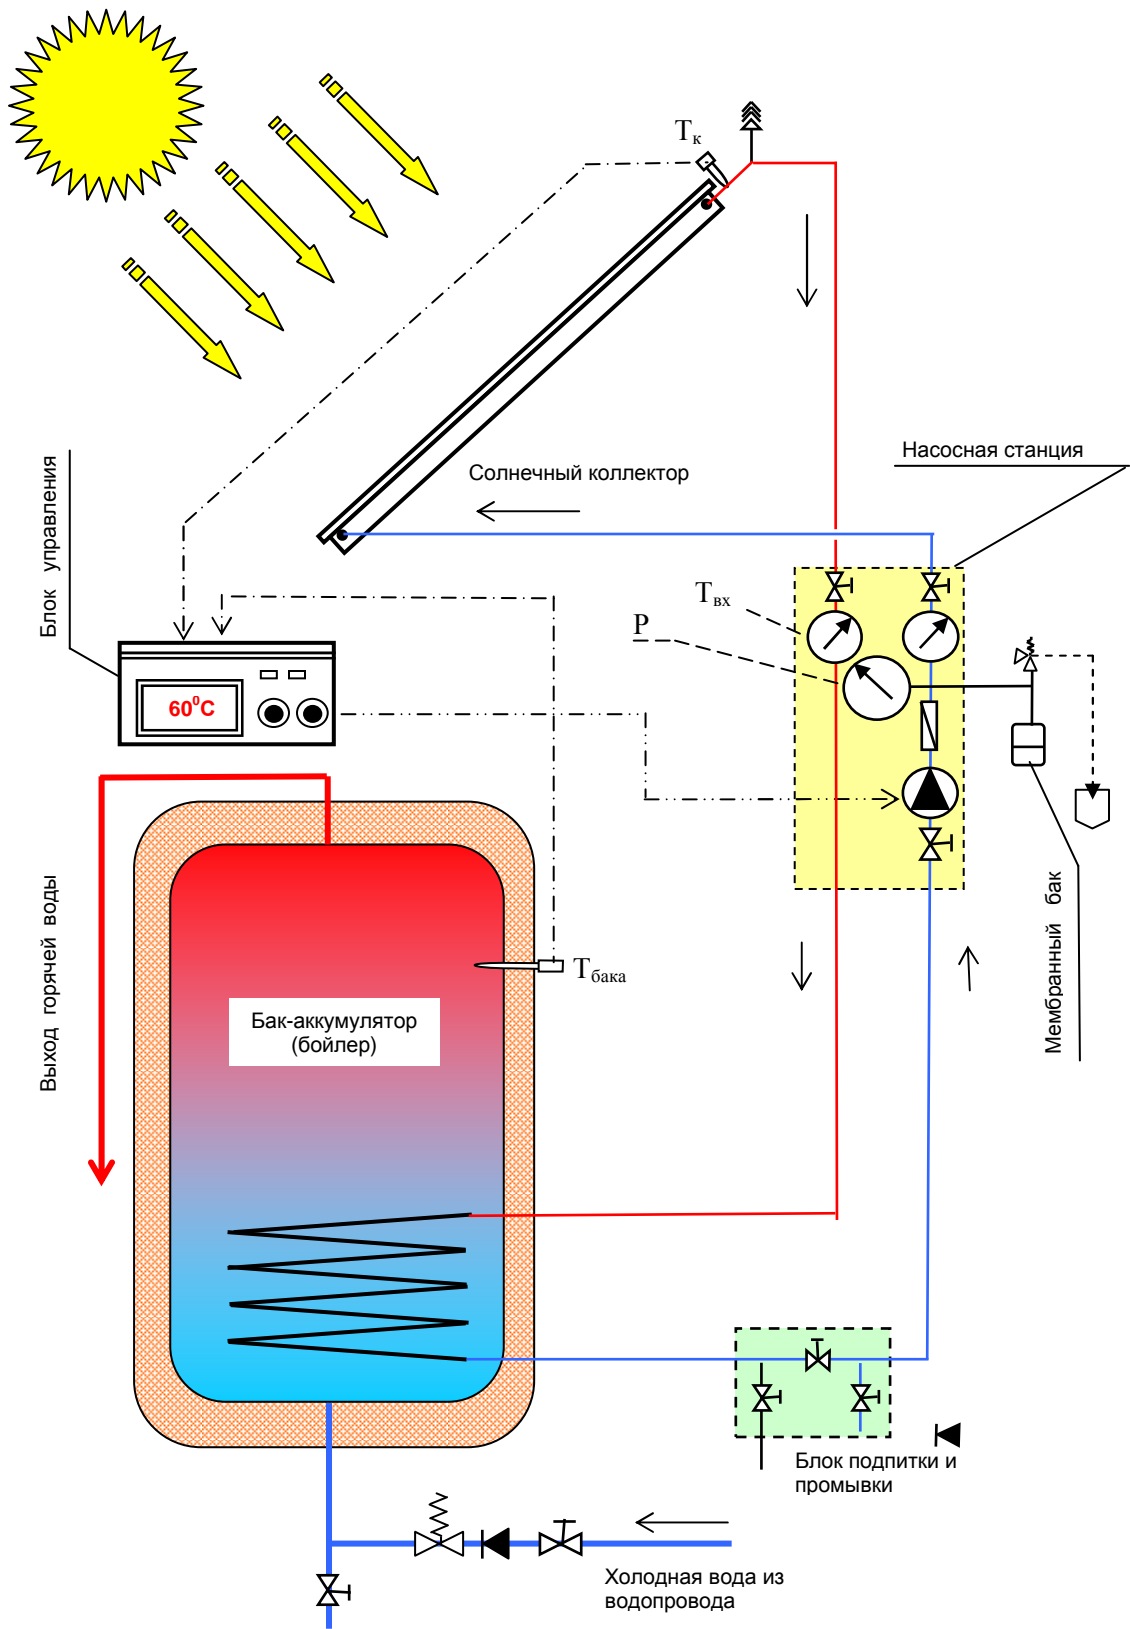 Tк
Насосная станция
Солнечный коллектор
Блок управления
Tвх
P
60⁰C
Выход горячей воды
Tбака
Бак-аккумулятор
(бойлер)
Мембранный бак
Блок подпитки и
промывки
Холодная вода из
водопровода